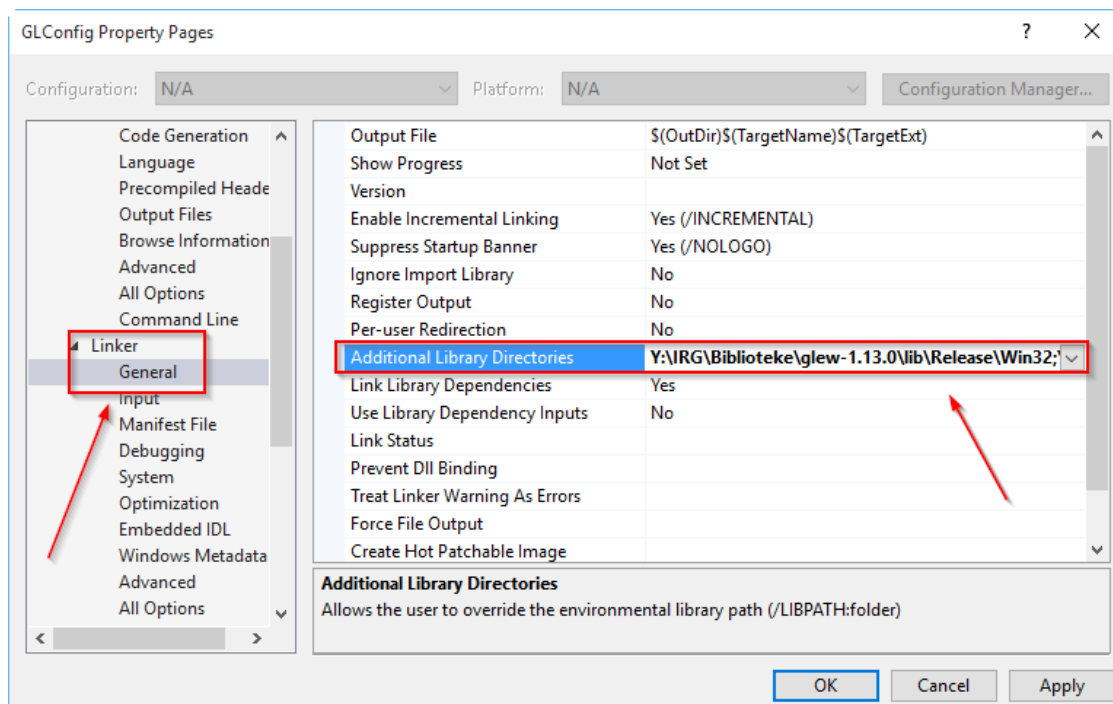 GLConfig Property Pages
?
Configuration: N/A Platform: N/A Configuration Manager...
Code Generation
Language
Precompiled Heade
Output Files
Browse Information
Advanced
All Options
Command Line
Linker
General
Input
Manifest File
Debugging
System
Optimization
Embedded IDL
Windows Metadata
Advanced
All Options
Output File $(OutDir)$(TargetName)$(TargetExt)
Show Progress Not Set
Version
Enable Incremental Linking Yes (/INCREMENTAL)
Suppress Startup Banner Yes (/NOLOGO)
Ignore Import Library No
Register Output No
Per-user Redirection No
Additional Library Directories Y:\IRG\Biblioteke\glew-1.13.0\lib\Release\Win32;\
Link Library Dependencies Yes
Use Library Dependency Inputs No
Link Status
Prevent Dll Binding
Treat Linker Warning As Errors
Force File Output
Create Hot Patchable Image
Additional Library Directories
Allows the user to override the environmental library path (/LIBPATH:folder)
OK Cancel Apply